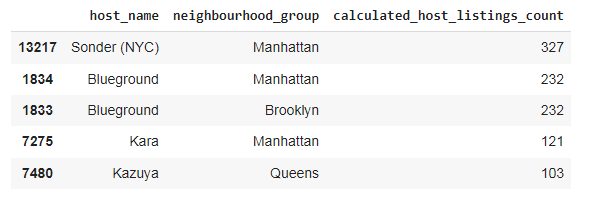 host_name neighbourhood_group calculated_host_listings_count
13217 Sonder (NYC) Manhattan 327
1834 Blueground Manhattan 232
1833 Blueground Brooklyn 232
7275 Kara Manhattan 121
7480 Kazuya Queens 103